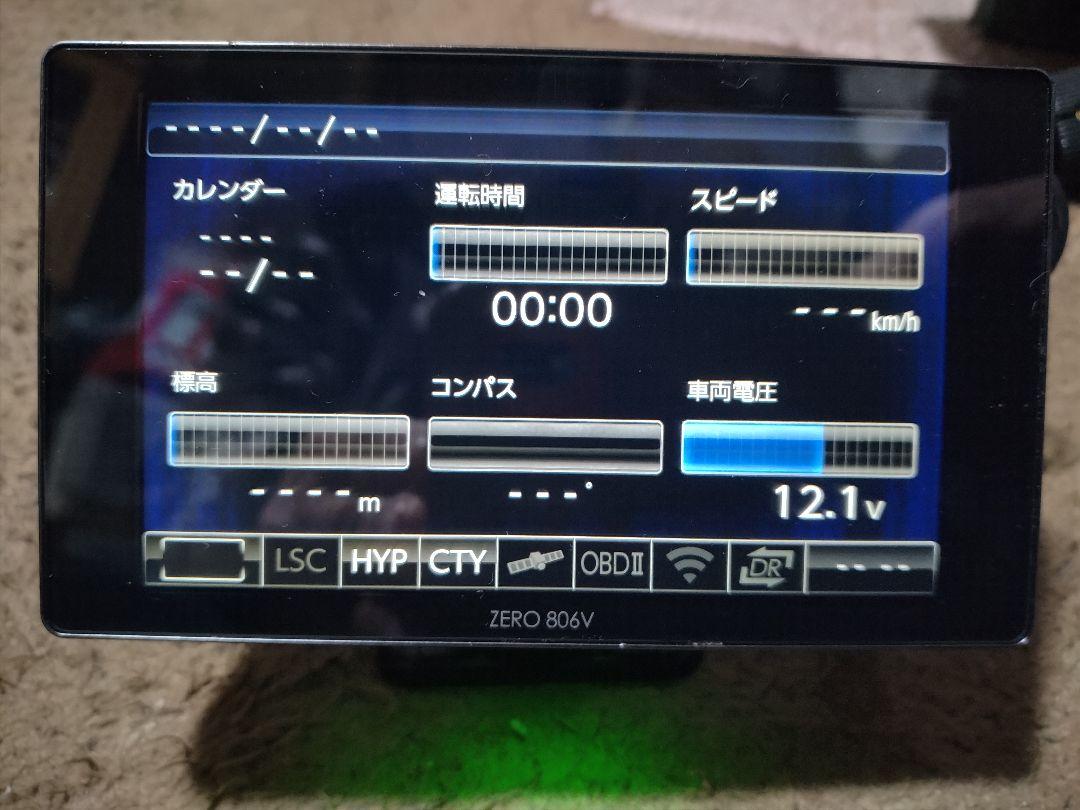 ----/--/--
カレンダー
運転時間
スピード
----
--/--
00:00
---km/h
標高
コンパス
車両電圧
----m
---°
12.1v
LSC HYP CTY OBDⅡ DR -- --
ZERO 806V